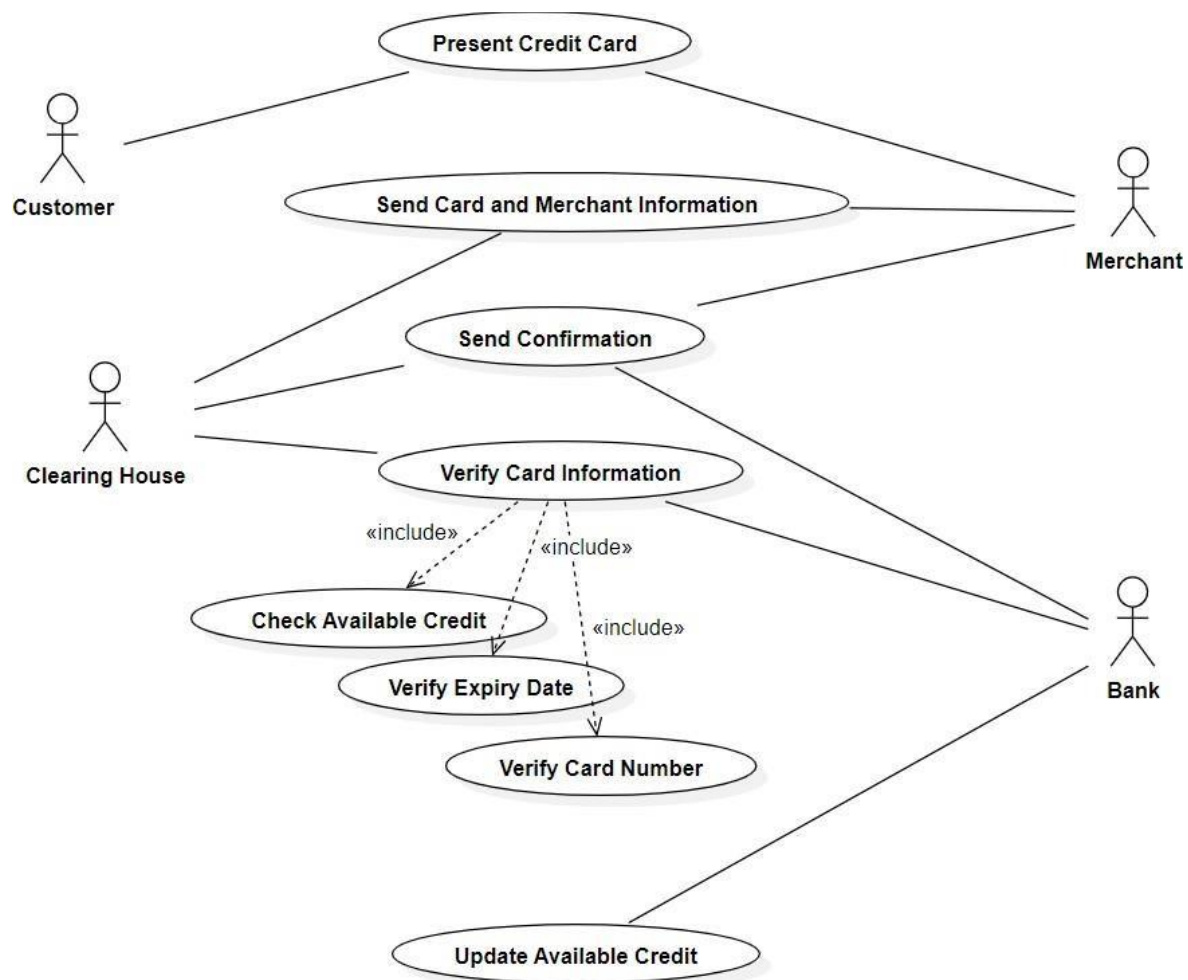 Present Credit Card
Customer
Send Card and Merchant Information
Merchant
Send Confirmation
Clearing House
Verify Card Information
«include»
«include»
Check Available Credit
«include»
Verify Expiry Date
Bank
Verify Card Number
Update Available Credit